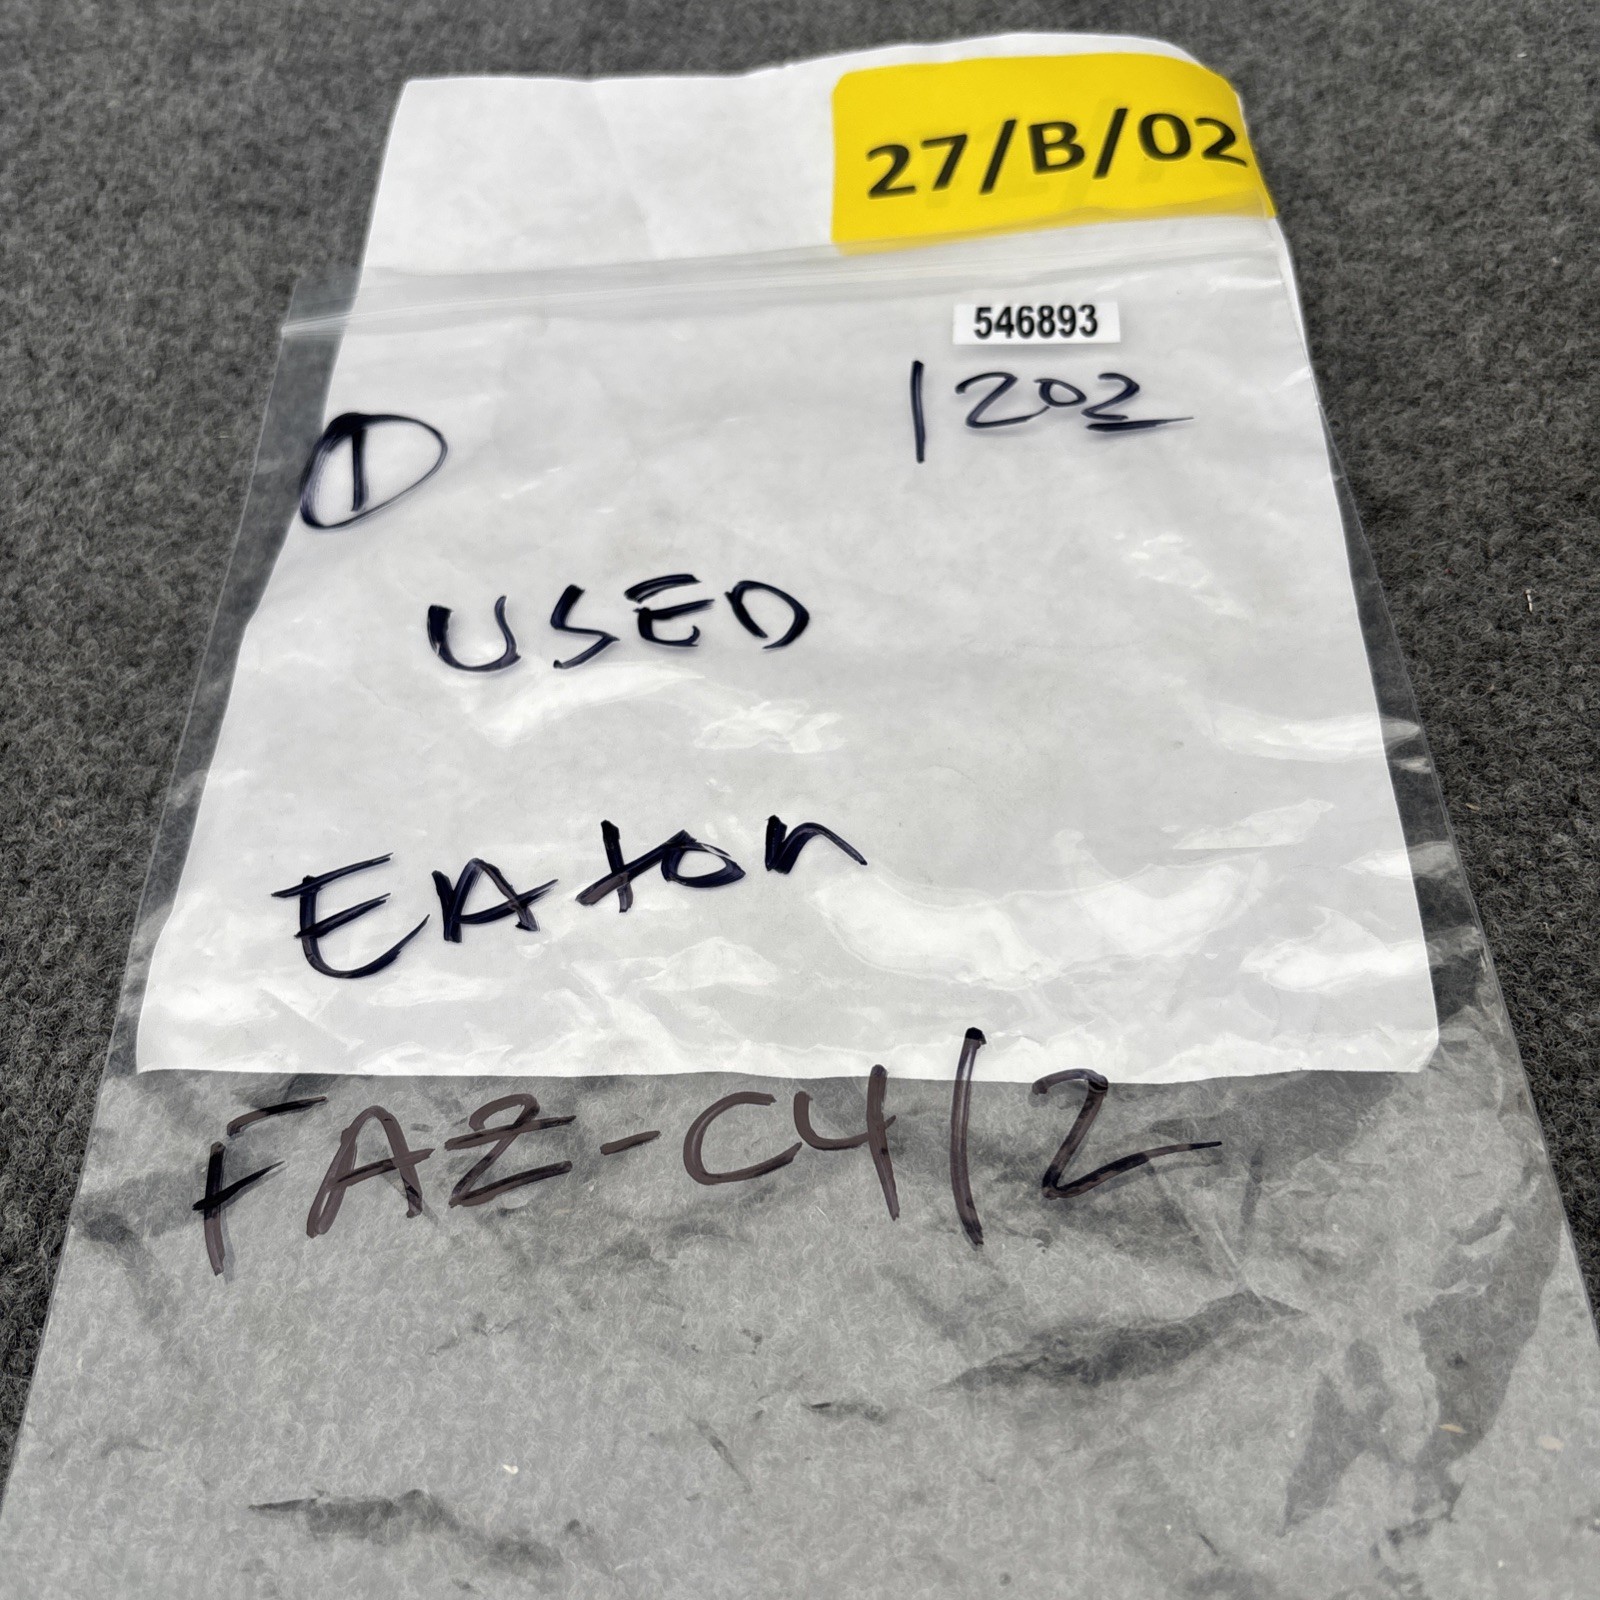 27/B/02
546893
1202
1
USED
EAton
FAZ-C4/2